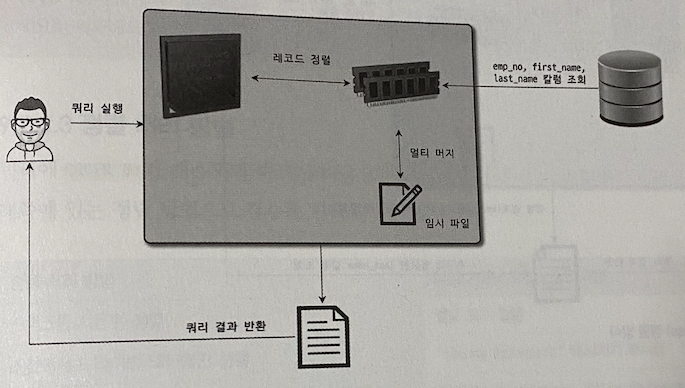 레코드 정렬
emp_no, first_name,
last_name 칼럼 조회
쿼리 실행
멀티 머지
임시 파일
쿼리 결과 반환